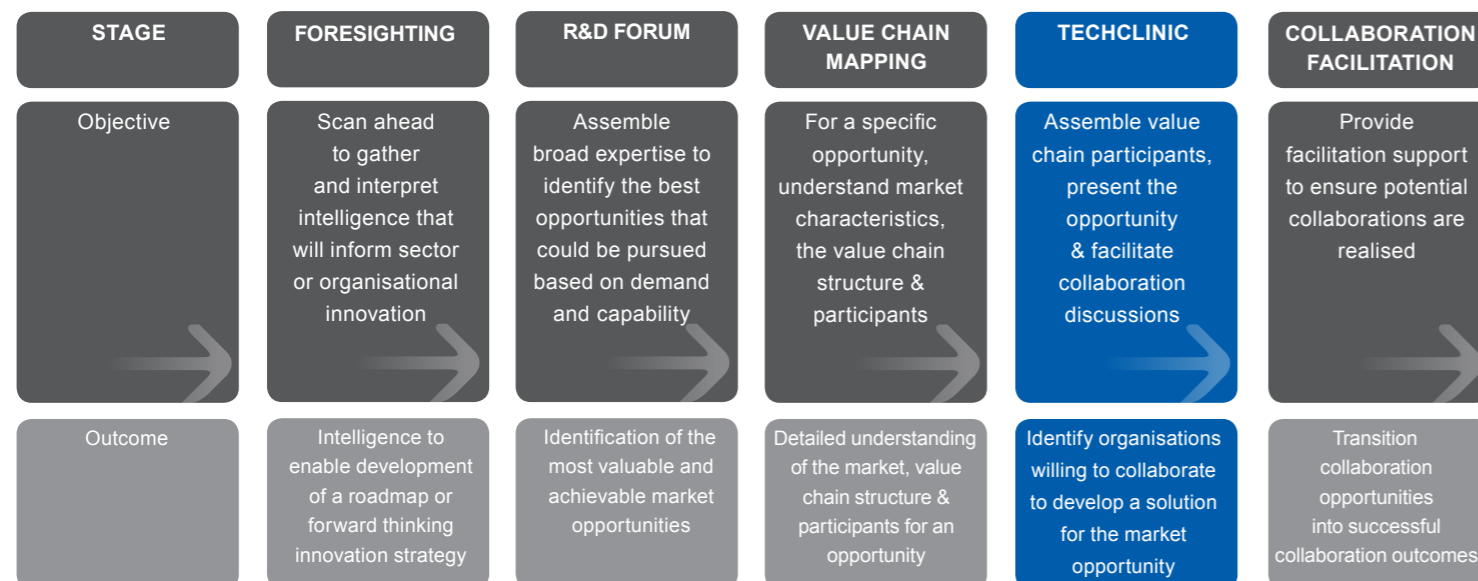 STAGE
FORESIGHTING
R&D FORUM
VALUE CHAIN
MAPPING
TECHCLINIC
COLLABORATION
FACILITATION
Objective
Scan ahead
to gather
and interpret
intelligence that
will inform sector
or organisational
innovation
Assemble
broad expertise to
identify the best
opportunities that
could be pursued
based on demand
and capability
For a specific
opportunity,
understand market
characteristics,
the value chain
structure &
participants
Assemble value
chain participants,
present the
opportunity
& facilitate
collaboration
discussions
Provide
facilitation support
to ensure potential
collaborations are
realised
Outcome
Intelligence to
enable development
of a roadmap or
forward thinking
innovation strategy
Identification of the
most valuable and
achievable market
opportunities
Detailed understanding
of the market, value
chain structure &
participants for an
opportunity
Identify organisations
willing to collaborate
to develop a solution
for the market
opportunity
Transition
collaboration
opportunities
into successful
collaboration outcomes